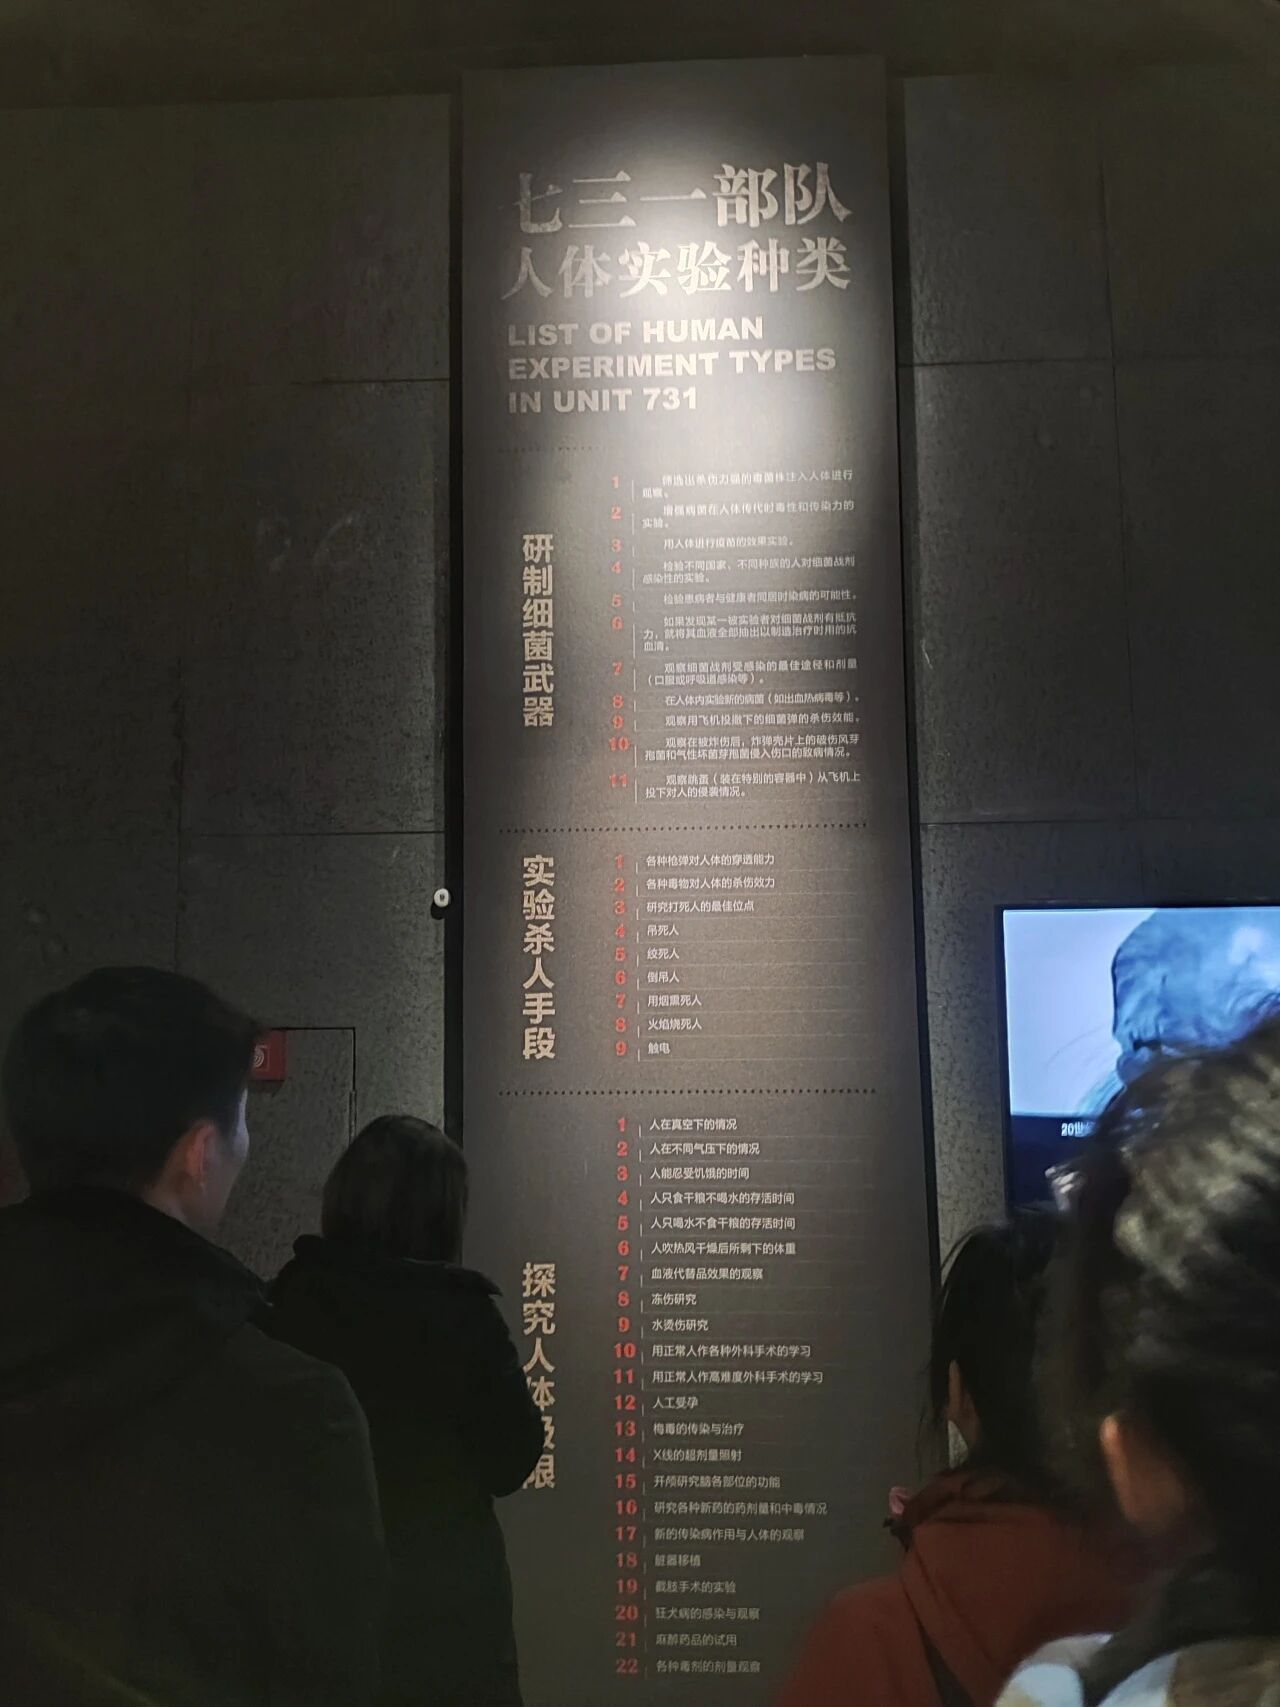 七三一部队
人体实验种类
LIST OF HUMAN
EXPERIMENT TYPES
IN UNIT 731
研制细菌武器
1 筛选出杀伤力强的毒菌株注入人体进行
观察。
2 增强病菌在人体传代时毒性和传染力的
实验。
3 用人体进行疫苗的效果实验。
4 检验不同国家、不同种族的人对细菌战剂
感染性的实验。
5 检验患病者与健康者同居时染病的可能性。
6 如果发现某一被实验者对细菌战剂有抵抗
力，就将其血液全部抽出以制造治疗时用的抗
血清。
7 观察细菌战剂受感染的最佳途径和剂量
（口服或呼吸道感染等）。
8 在人体内实验新的病菌（如出血热病毒等）。
9 观察用飞机投撒下的细菌弹的杀伤效能。
10 观察在被炸伤后，炸弹壳片上的破伤风芽
孢菌和气性坏菌芽孢菌侵入伤口的致病情况。
11 观察跳蚤（装在特别的容器中）从飞机上
投下对人的侵袭情况。
实验杀人手段
1 各种枪弹对人体的穿透能力
2 各种毒物对人体的杀伤效力
3 研究打死人的最佳位点
4 吊死人
5 绞死人
6 倒吊人
7 用烟熏死人
8 火焰烧死人
9 触电
探究人体极限
1 人在真空下的情况
2 人在不同气压下的情况
3 人能忍受饥饿的时间
4 人只食干粮不喝水的存活时间
5 人只喝水不食干粮的存活时间
6 人吹热风干燥后所剩下的体重
7 血液代替品效果的观察
8 冻伤研究
9 水烫伤研究
10 用正常人作各种外科手术的学习
11 用正常人作高难度外科手术的学习
12 人工受孕
13 梅毒的传染与治疗
14 X线的超剂量照射
15 开颅研究脑各部位的功能
16 研究各种新药的药剂量和中毒情况
17 新的传染病作用与人体的观察
18 脏器移植
19 截肢手术的实验
20 狂犬病的感染与观察
21 麻醉药品的试用
22 各种毒剂的剂量观察
20世